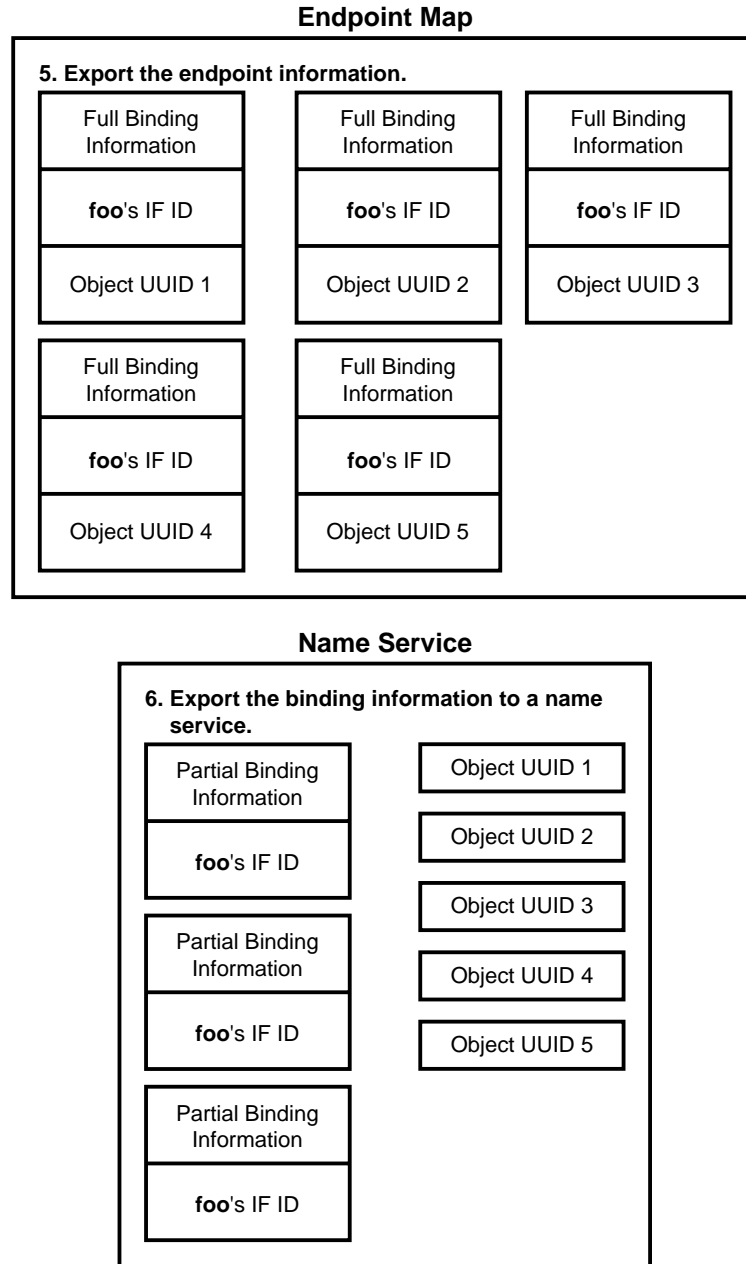 Endpoint Map
5. Export the endpoint information.
Full Binding
Information
foo's IF ID
Object UUID 1
Full Binding
Information
foo's IF ID
Object UUID 2
Full Binding
Information
foo's IF ID
Object UUID 3
Full Binding
Information
foo's IF ID
Object UUID 4
Full Binding
Information
foo's IF ID
Object UUID 5
Name Service
6. Export the binding information to a name
service.
Partial Binding
Information
foo's IF ID
Partial Binding
Information
foo's IF ID
Partial Binding
Information
foo's IF ID
Object UUID 1
Object UUID 2
Object UUID 3
Object UUID 4
Object UUID 5